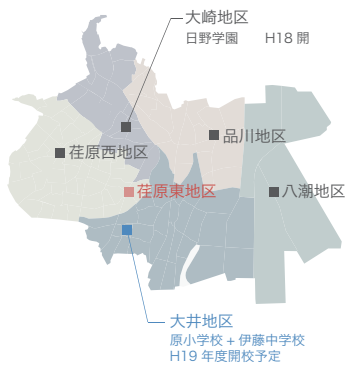 大崎地区
日野学園 H18 開
品川地区
荏原西地区
荏原東地区
八潮地区
大井地区
原小学校 + 伊藤中学校
H19 年度開校予定